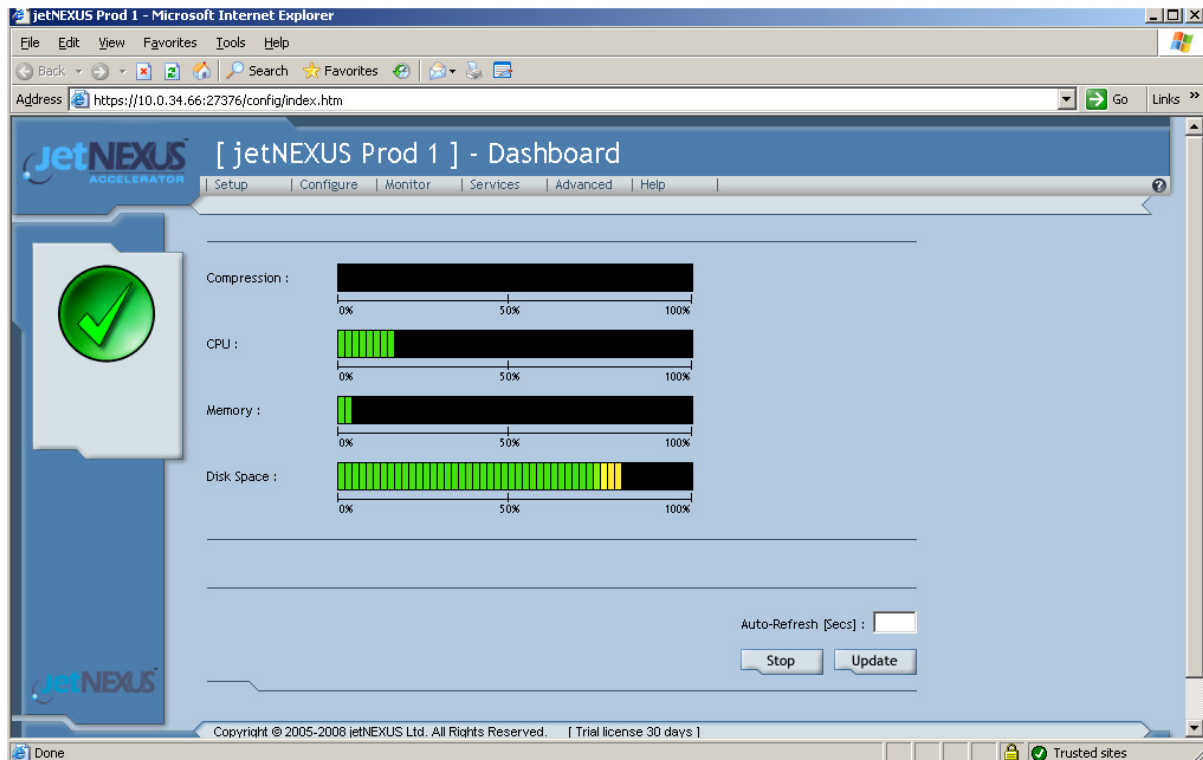 jetNEXUS Prod 1 - Microsoft Internet Explorer
File Edit View Favorites Tools Help
Back Search Favorites
Address https://10.0.34.66:27376/config/index.htm Go Links »
jetNEXUS™ ACCELERATOR
[ jetNEXUS Prod 1 ] - Dashboard
| Setup | Configure | Monitor | Services | Advanced | Help | ?
Compression :
0% 50% 100%
CPU :
0% 50% 100%
Memory :
0% 50% 100%
Disk Space :
0% 50% 100%
Auto-Refresh [Secs] :
Stop Update
jetNEXUS™
Copyright © 2005-2008 jetNEXUS Ltd. All Rights Reserved. [ Trial license 30 days ]
Done Trusted sites